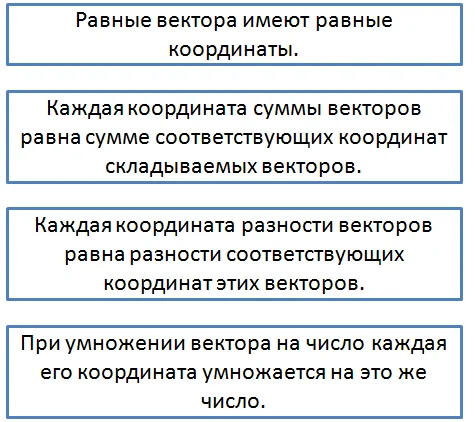 Равные вектора имеют равные
координаты.
Каждая координата суммы векторов
равна сумме соответствующих координат
складываемых векторов.
Каждая координата разности векторов
равна разности соответствующих
координат этих векторов.
При умножении вектора на число каждая
его координата умножается на это же
число.